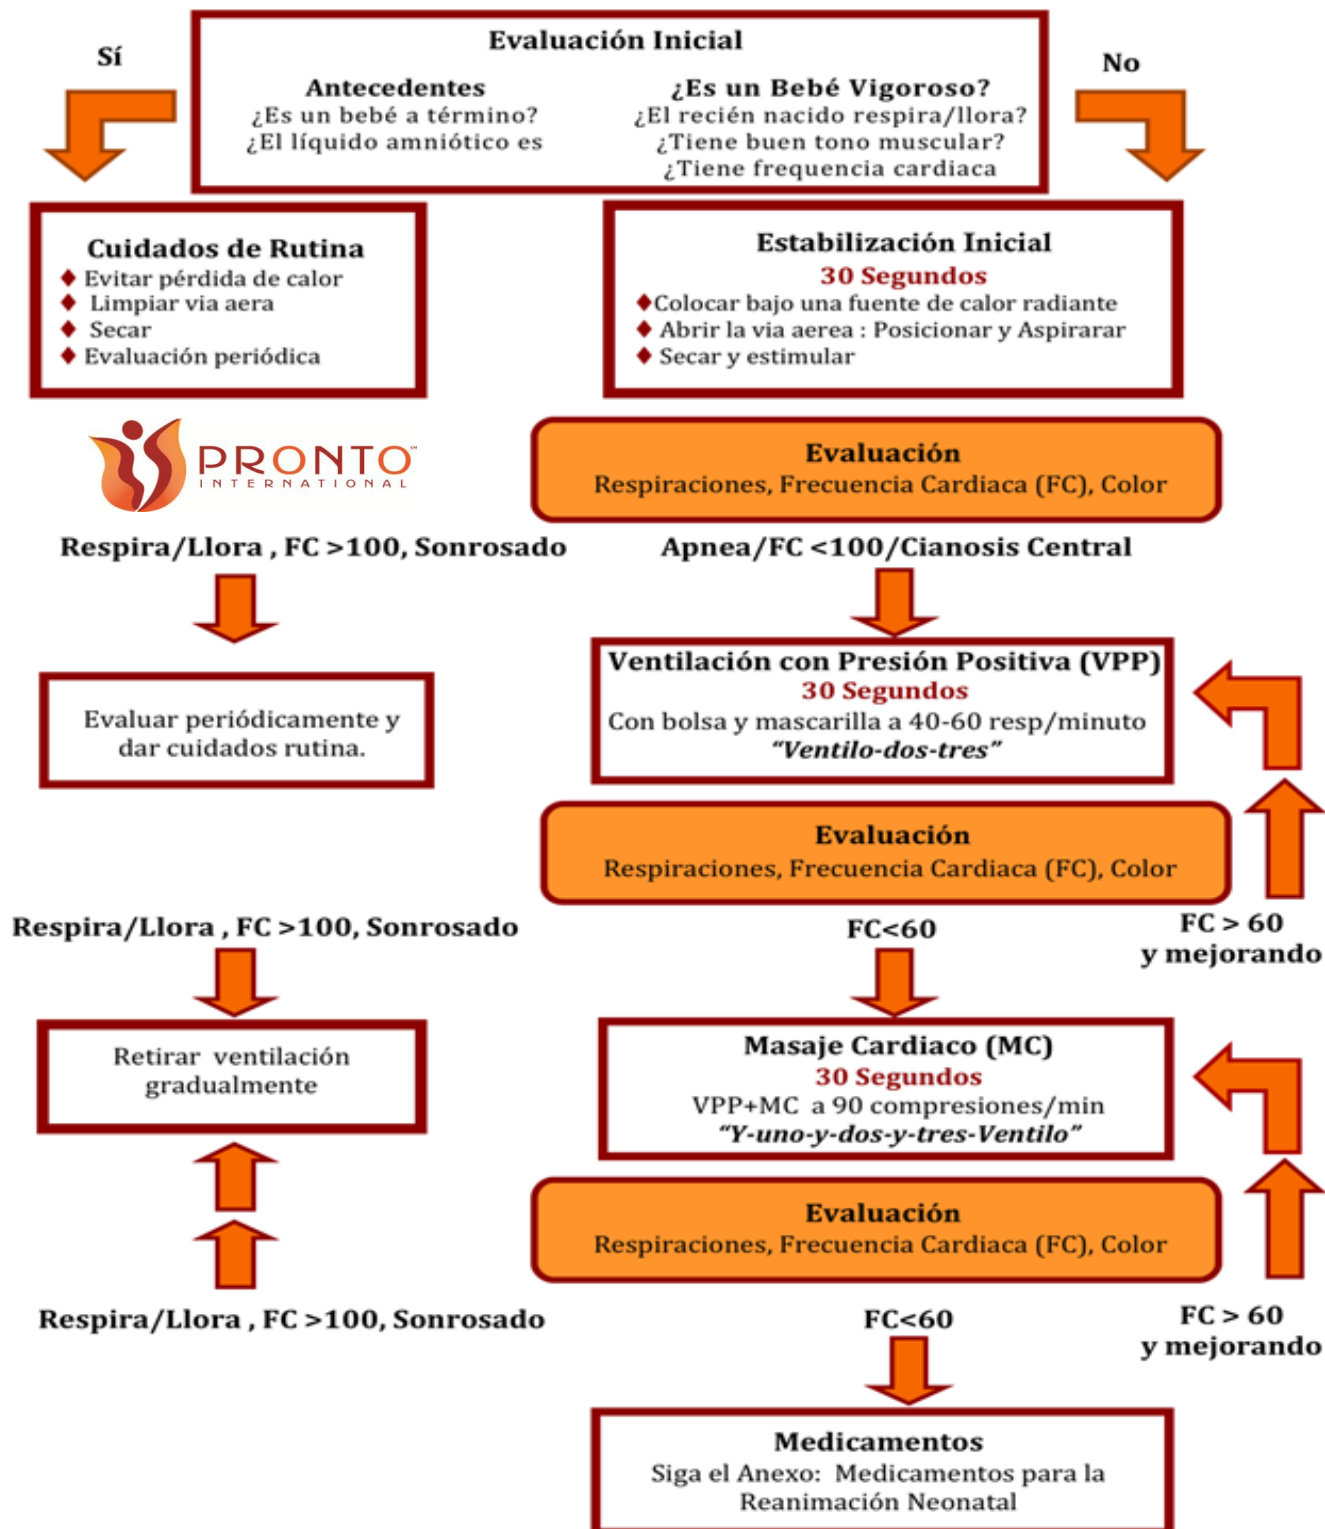 Sí
Evaluación Inicial
No
Antecedentes
¿Es un bebé a término?
¿El líquido amniótico es
¿Es un Bebé Vigoroso?
¿El recién nacido respira/llora?
¿Tiene buen tono muscular?
¿Tiene frequencia cardiaca
Cuidados de Rutina
♦ Evitar pérdida de calor
♦ Limpiar via aera
♦ Secar
♦ Evaluación periódica
Estabilización Inicial
30 Segundos
♦Colocar bajo una fuente de calor radiante
♦ Abrir la via aerea : Posicionar y Aspirarar
♦ Secar y estimular
PRONTO
INTERNATIONAL
Evaluación
Respiraciones, Frecuencia Cardiaca (FC), Color
Respira/Llora , FC >100, Sonrosado
Apnea/FC <100/Cianosis Central
Evaluar periódicamente y
dar cuidados rutina.
Ventilación con Presión Positiva (VPP)
30 Segundos
Con bolsa y mascarilla a 40-60 resp/minuto
“Ventilo-dos-tres”
Evaluación
Respiraciones, Frecuencia Cardiaca (FC), Color
Respira/Llora , FC >100, Sonrosado
FC<60
FC > 60
y mejorando
Retirar ventilación
gradualmente
Masaje Cardiaco (MC)
30 Segundos
VPP+MC a 90 compresiones/min
“Y-uno-y-dos-y-tres-Ventilo”
Evaluación
Respiraciones, Frecuencia Cardiaca (FC), Color
Respira/Llora , FC >100, Sonrosado
FC<60
FC > 60
y mejorando
Medicamentos
Siga el Anexo: Medicamentos para la
Reanimación Neonatal